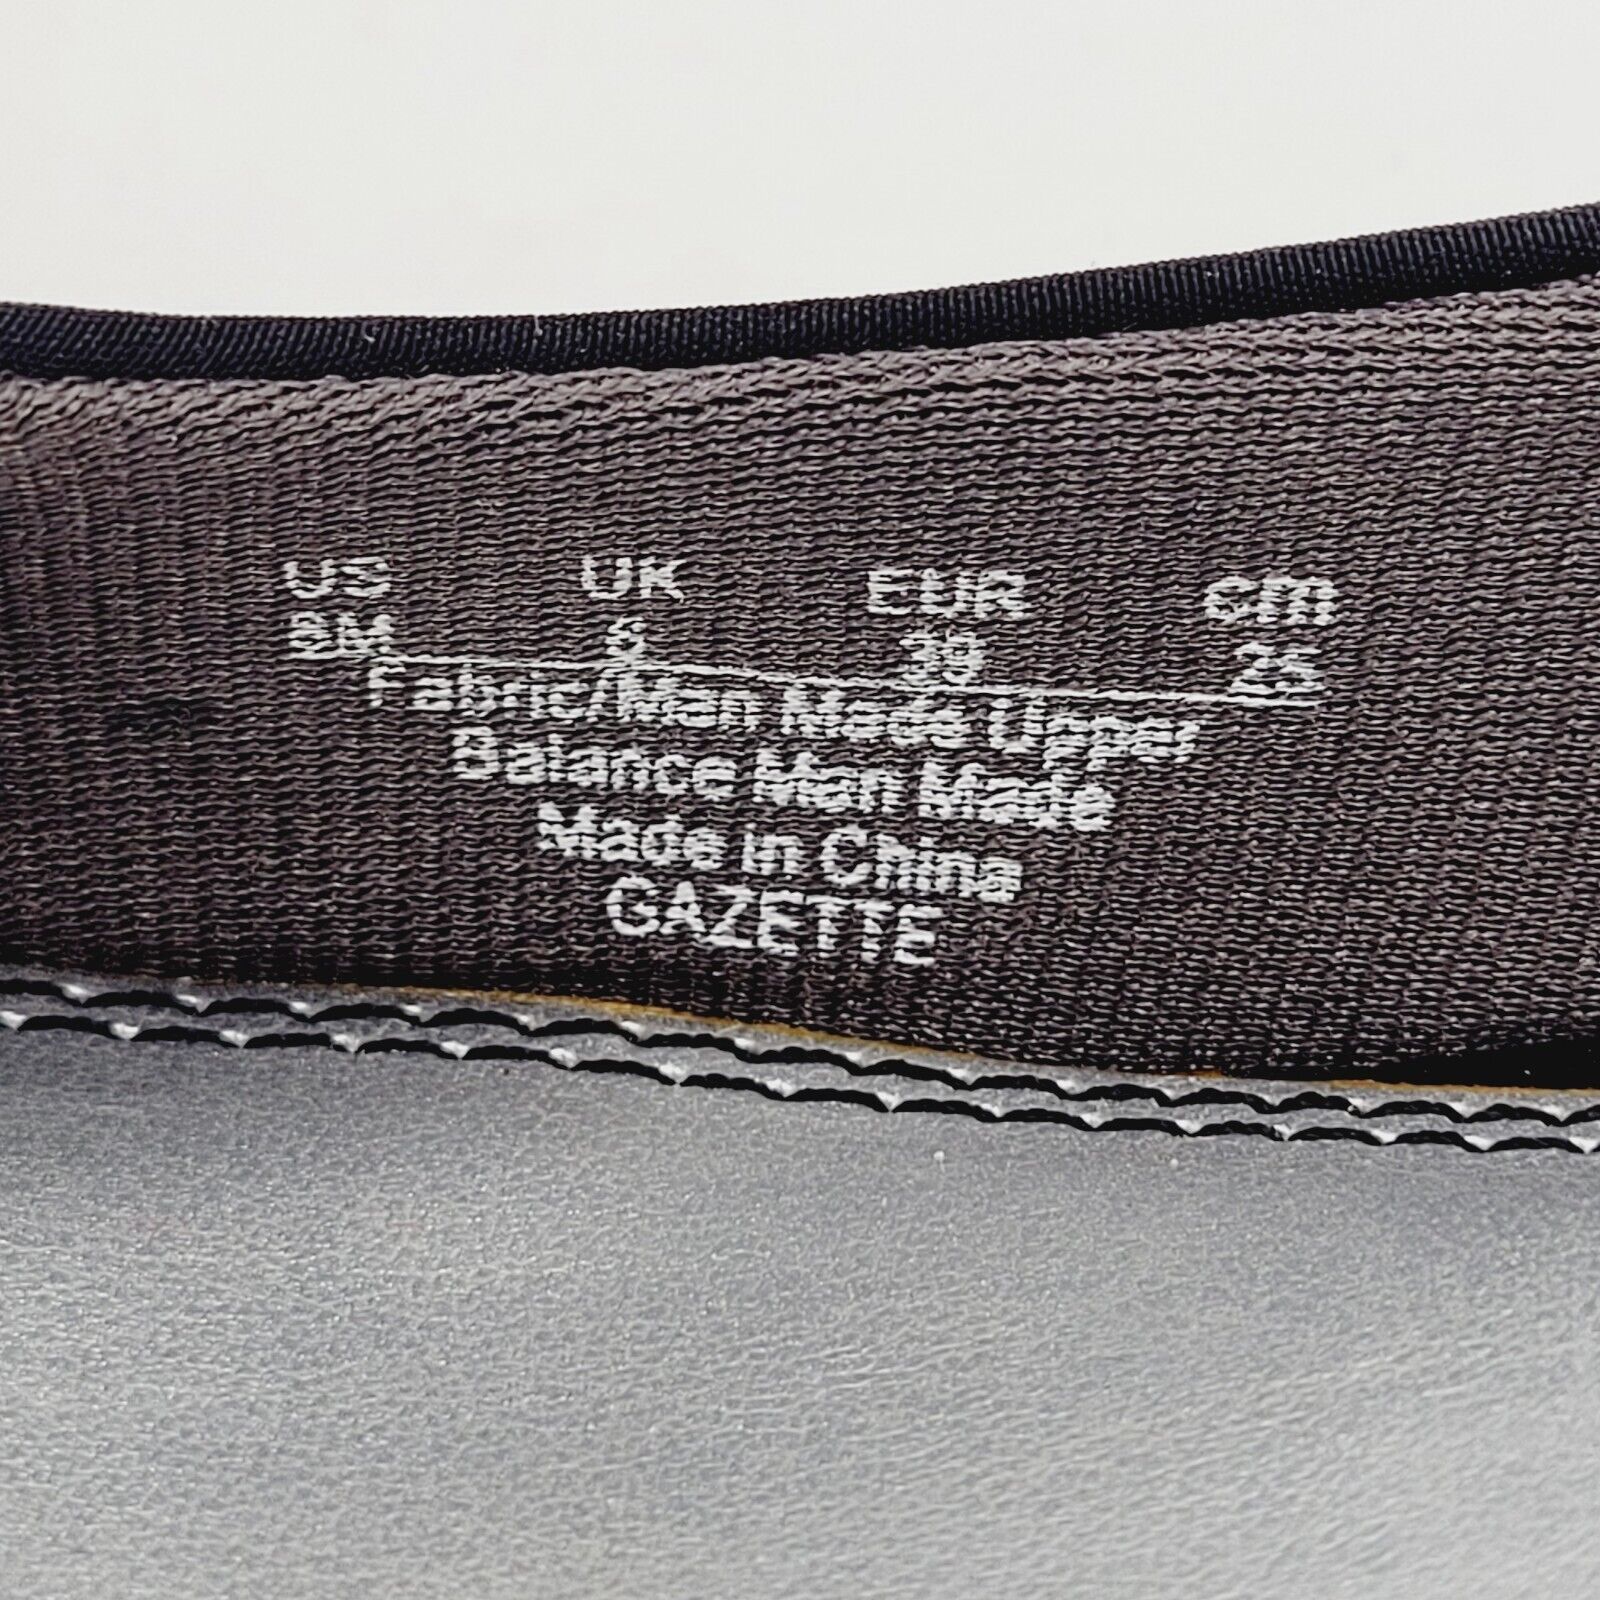 US UK EUR cm
8M 6 39 25
Fabric/Man Made Upper
Balance Man Made
Made in China
GAZETTE